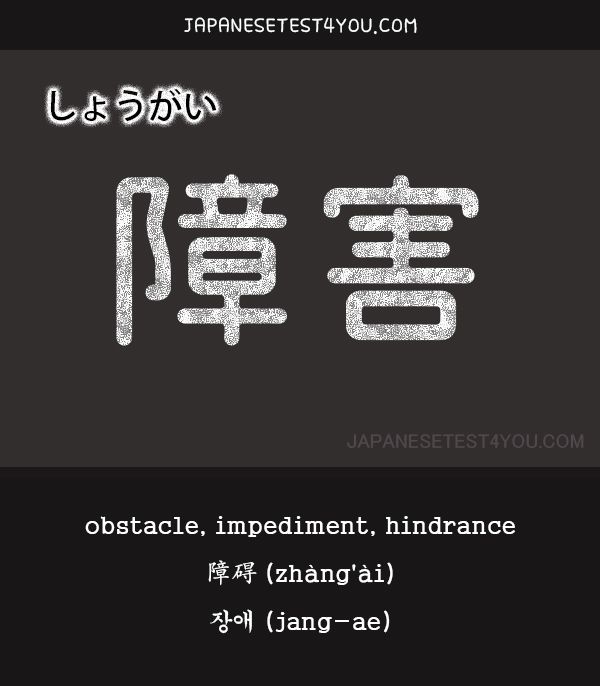 JAPANESETEST4YOU.COM
しょうがい
障害
JAPANESETEST4YOU.COM
obstacle, impediment, hindrance
障碍 (zhàng'ài)
장애 (jang-ae)